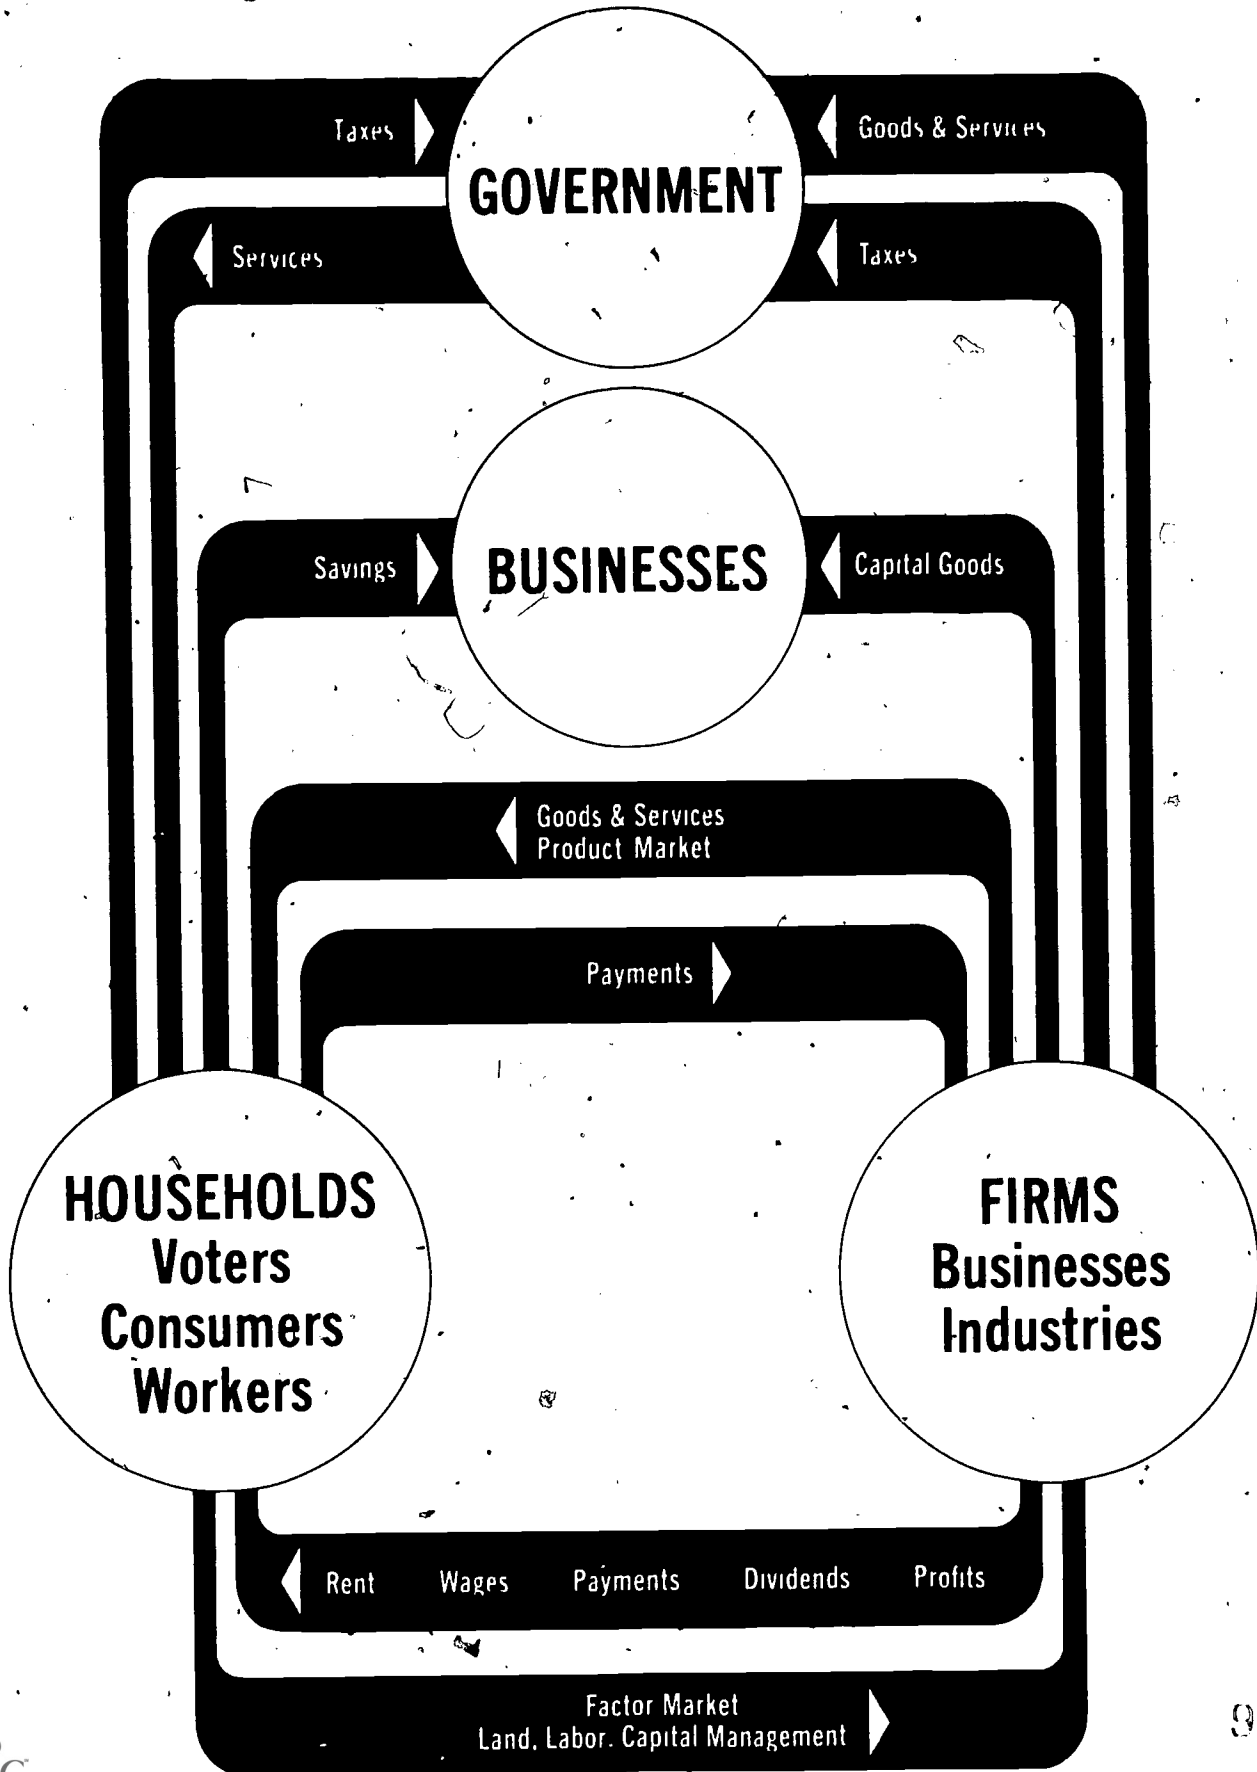 Taxes
Goods & Services
GOVERNMENT
Services
Taxes
Savings
BUSINESSES
Capital Goods
Goods & Services
Product Market
Payments
HOUSEHOLDS
Voters
Consumers
Workers
FIRMS
Businesses
Industries
Rent Wages Payments Dividends Profits
Factor Market
Land, Labor. Capital Management
9